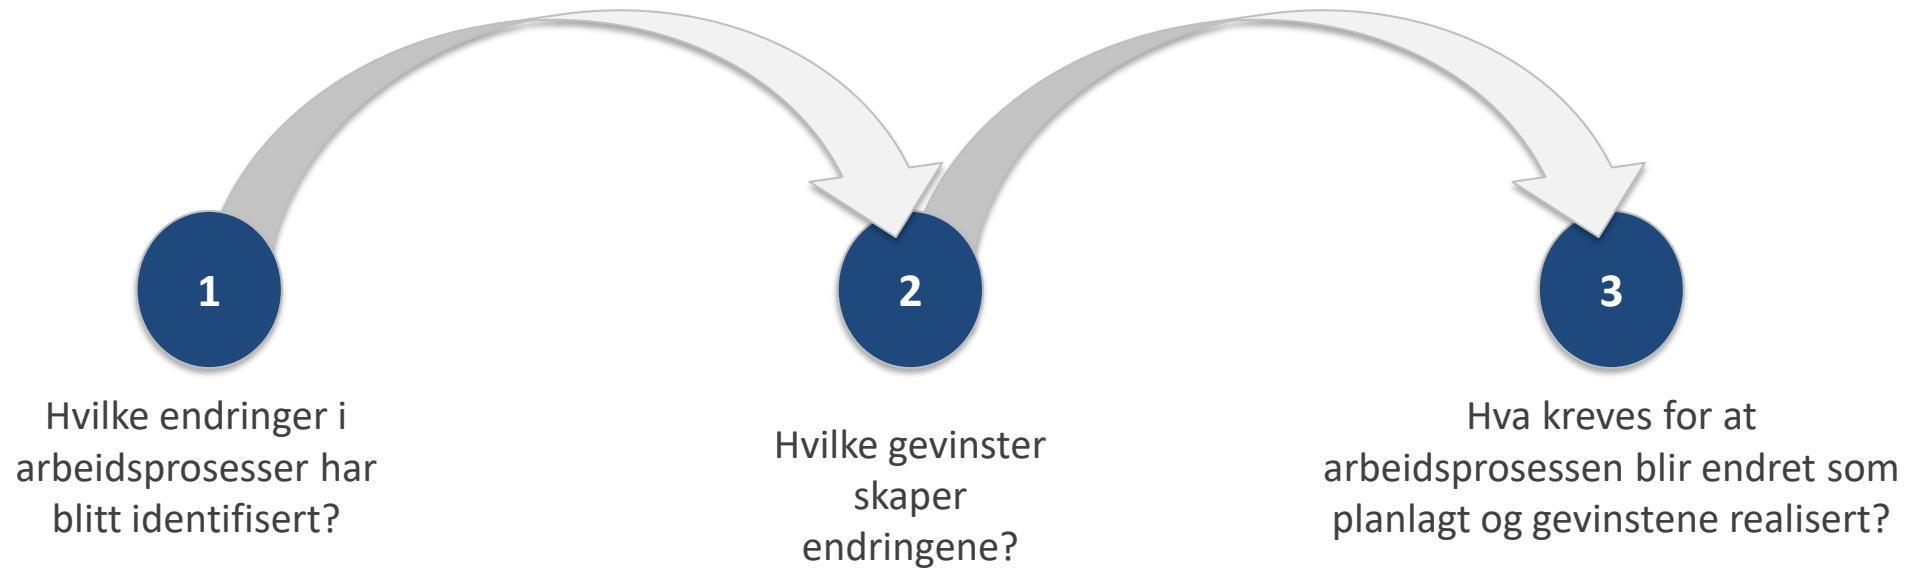 1
Hvilke endringer i
arbeidsprosesser har
blitt identifisert?
2
Hvilke gevinster
skaper
endringene?
3
Hva kreves for at
arbeidsprosessen blir endret som
planlagt og gevinstene realisert?